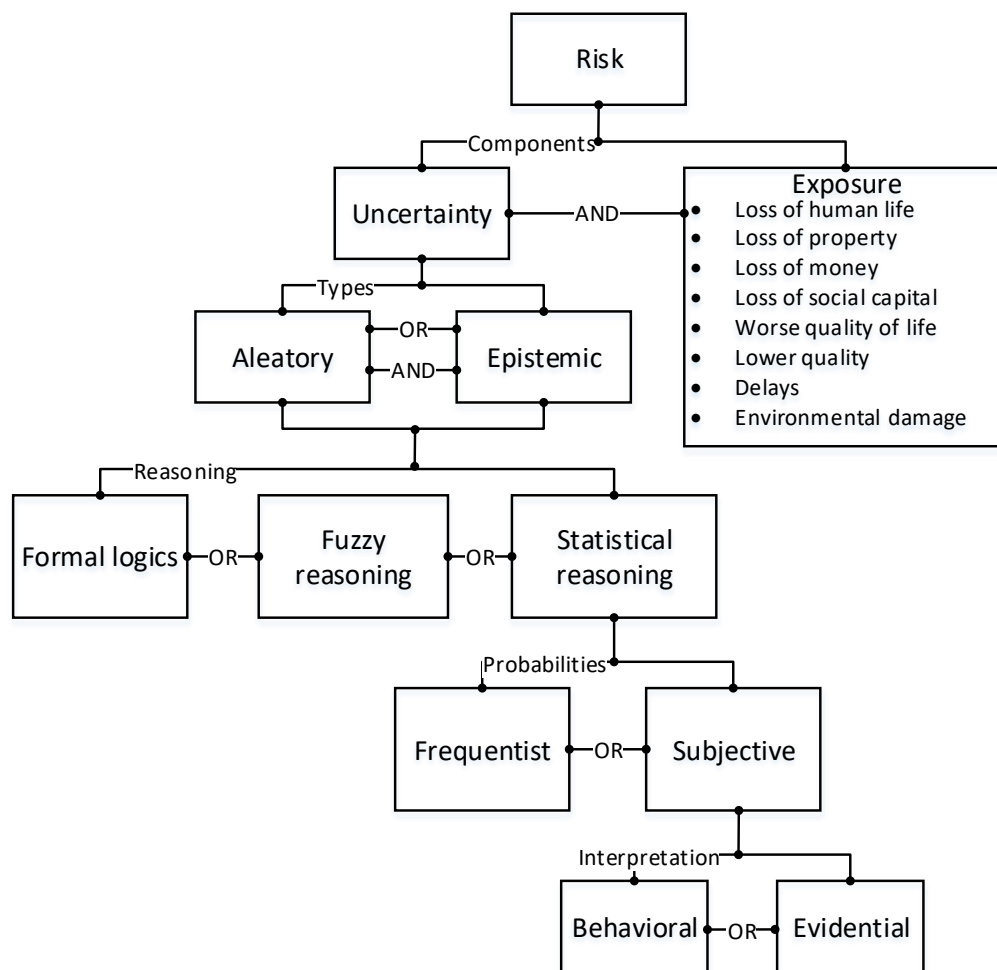 Risk
Components
Uncertainty
AND
Exposure
• Loss of human life
• Loss of property
• Loss of money
• Loss of social capital
• Worse quality of life
• Lower quality
• Delays
• Environmental damage
Types
Aleatory
OR
AND
Epistemic
Reasoning
Formal logics
OR
Fuzzy
reasoning
OR
Statistical
reasoning
Probabilities
Frequentist
OR
Subjective
Interpretation
Behavioral
OR
Evidential